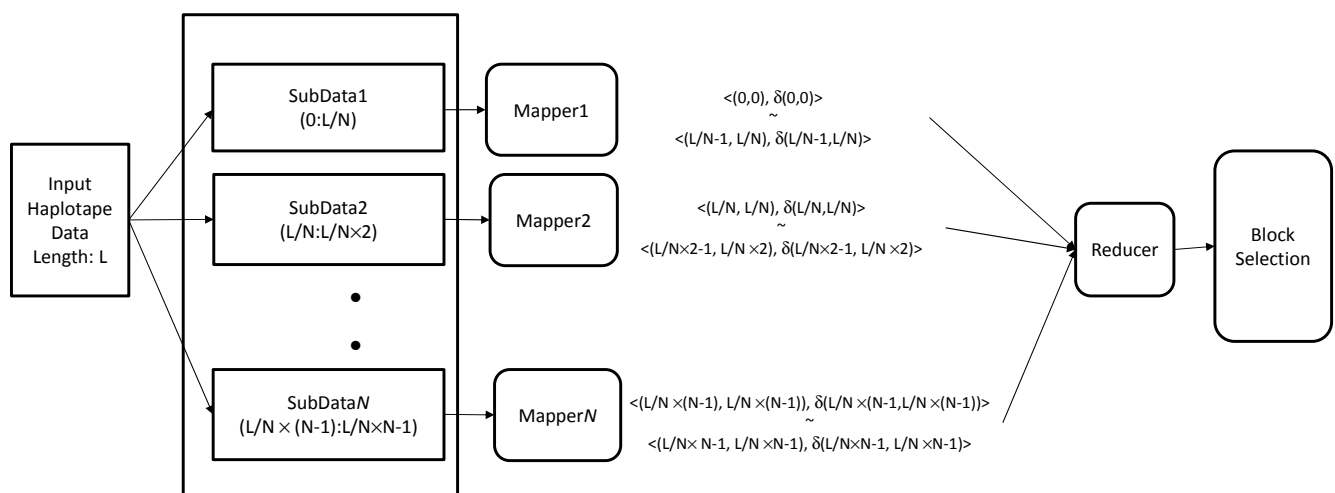 Input
Haplotape
Data
Length: L
SubData1
(0:L/N)
Mapper1
<(0,0), δ(0,0)>
~
<(L/N-1, L/N), δ(L/N-1,L/N)>
SubData2
(L/N:L/N×2)
Mapper2
<(L/N, L/N), δ(L/N,L/N)>
~
<(L/N×2-1, L/N ×2), δ(L/N×2-1, L/N ×2)>
SubDataN
(L/N × (N-1):L/N×N-1)
MapperN
<(L/N ×(N-1), L/N ×(N-1)), δ(L/N ×(N-1,L/N ×(N-1))>
~
<(L/N× N-1, L/N ×N-1), δ(L/N×N-1, L/N ×N-1)>
Reducer
Block
Selection